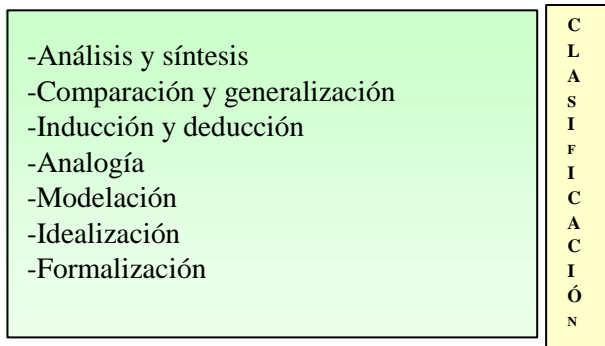 -Análisis y síntesis
-Comparación y generalización
-Inducción y deducción
-Analogía
-Modelación
-Idealización
-Formalización
C
L
A
S
I
F
I
C
A
C
I
Ó
N